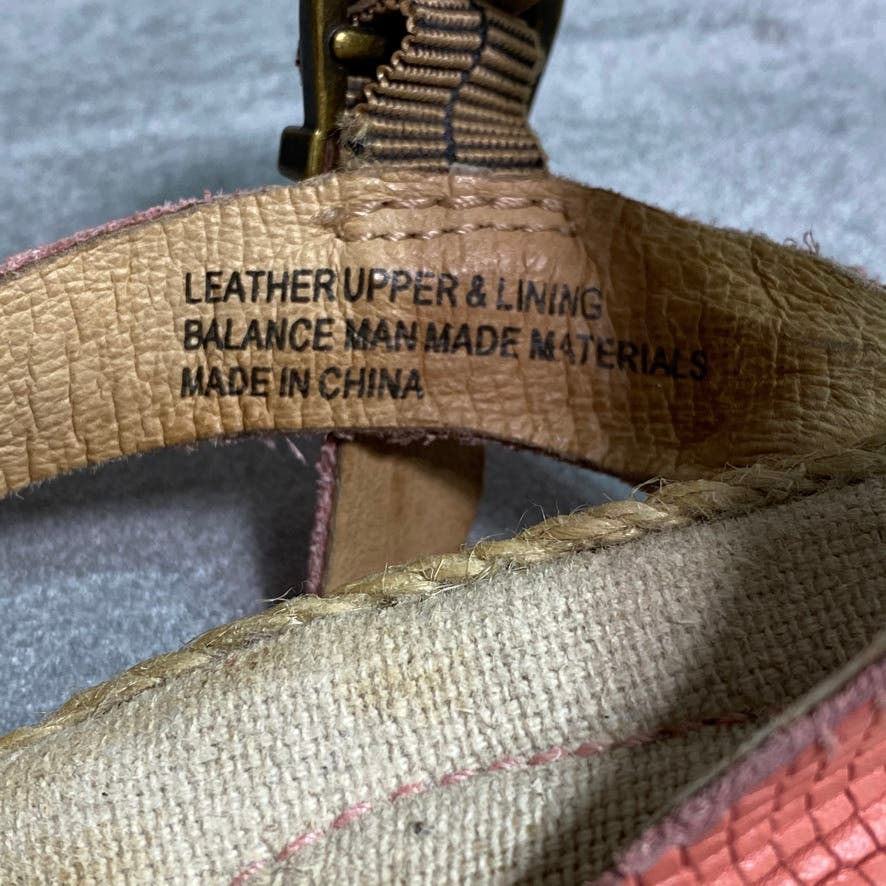 LEATHER UPPER & LINING
BALANCE MAN MADE MATERIALS
MADE IN CHINA